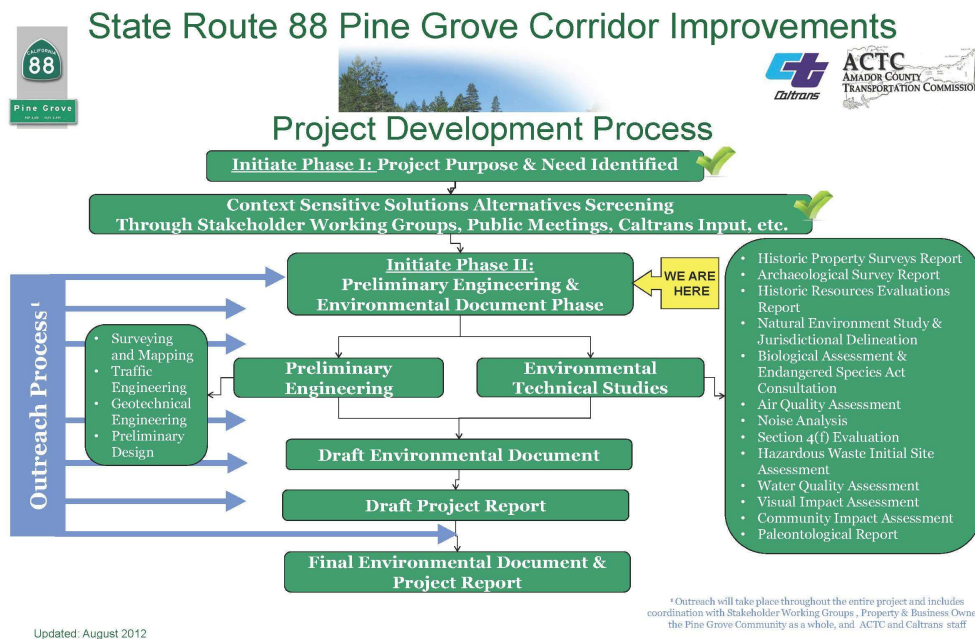 State Route 88 Pine Grove Corridor Improvements
CALIFORNIA
88
Pine Grove
Caltrans
ACTC
AMADOR COUNTY
TRANSPORTATION COMMISSIO
Project Development Process
Initiate Phase I: Project Purpose & Need Identified
Context Sensitive Solutions Alternatives Screening
Through Stakeholder Working Groups, Public Meetings, Caltrans Input, etc.
Initiate Phase II:
Preliminary Engineering &
Environmental Document Phase
WE ARE
HERE
Outreach Process¹
• Surveying
and Mapping
• Traffic
Engineering
• Geotechnical
Engineering
• Preliminary
Design
Preliminary
Engineering
Environmental
Technical Studies
• Historic Property Surveys Report
• Archaeological Survey Report
• Historic Resources Evaluations
Report
• Natural Environment Study &
Jurisdictional Delineation
• Biological Assessment &
Endangered Species Act
Consultation
• Air Quality Assessment
• Noise Analysis
• Section 4(f) Evaluation
• Hazardous Waste Initial Site
Assessment
• Water Quality Assessment
• Visual Impact Assessment
• Community Impact Assessment
• Paleontological Report
Draft Environmental Document
Draft Project Report
Final Environmental Document &
Project Report
¹ Outreach will take place throughout the entire project and includes
coordination with Stakeholder Working Groups , Property & Business Owne
the Pine Grove Community as a whole, and ACTC and Caltrans staff
Updated: August 2012